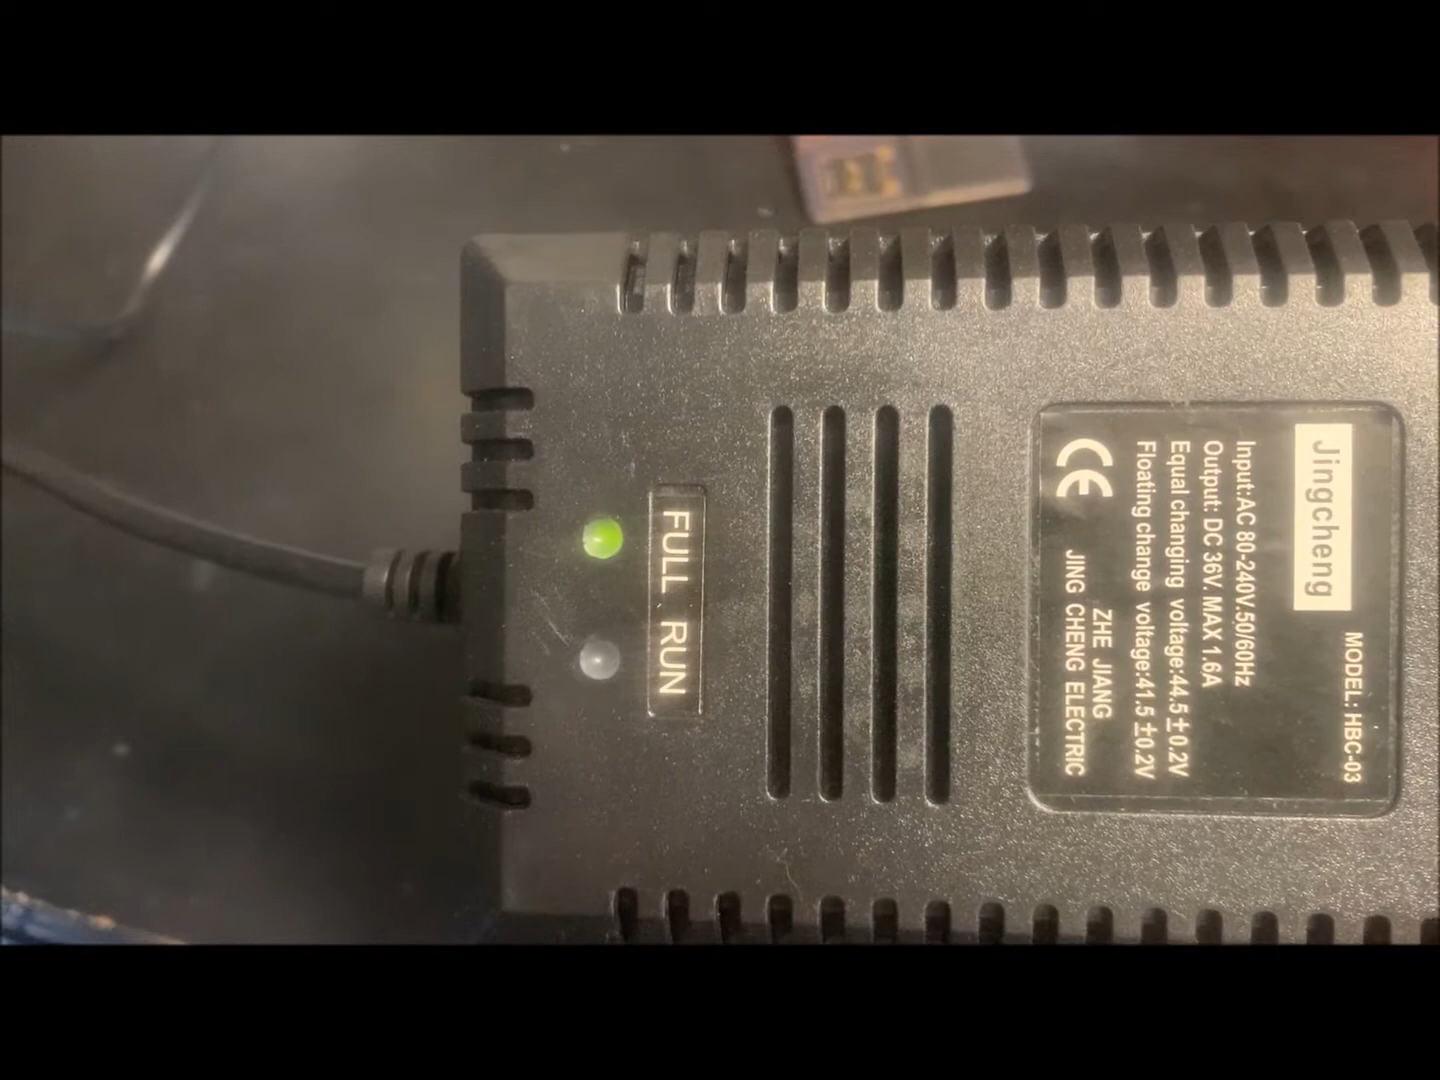 Jingcheng
MODEL: HBC-03
Input:AC 80-240V.50/60Hz
Output: DC 36V. MAX 1.6A
Equal changing voltage:44.5±0.2V
Floating change voltage:41.5±0.2V
CE
ZHE JIANG
JING CHENG ELECTRIC
FULL RUN